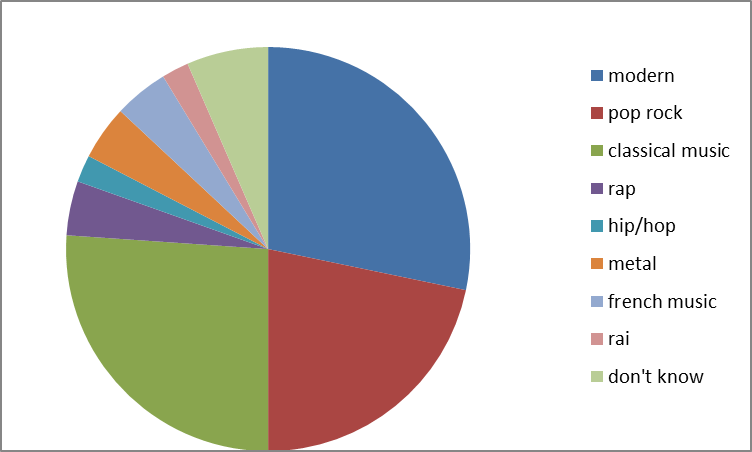 modern
pop rock
classical music
rap
hip/hop
metal
french music
rai
don't know